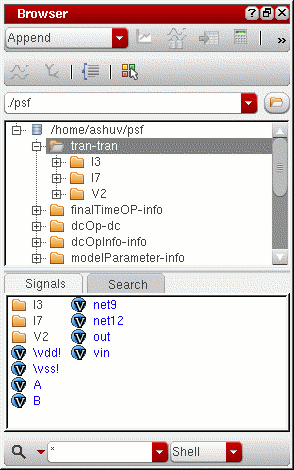 Browser
Append
»
./psf
/home/ashuv/psf
tran-tran
I3
I7
V2
finalTimeOP-info
dcOp-dc
dcOpInfo-info
modelParameter-info
Signals Search
I3 net9
I7 net12
V2 out
\vdd! vin
\vss!
A
B
* Shell